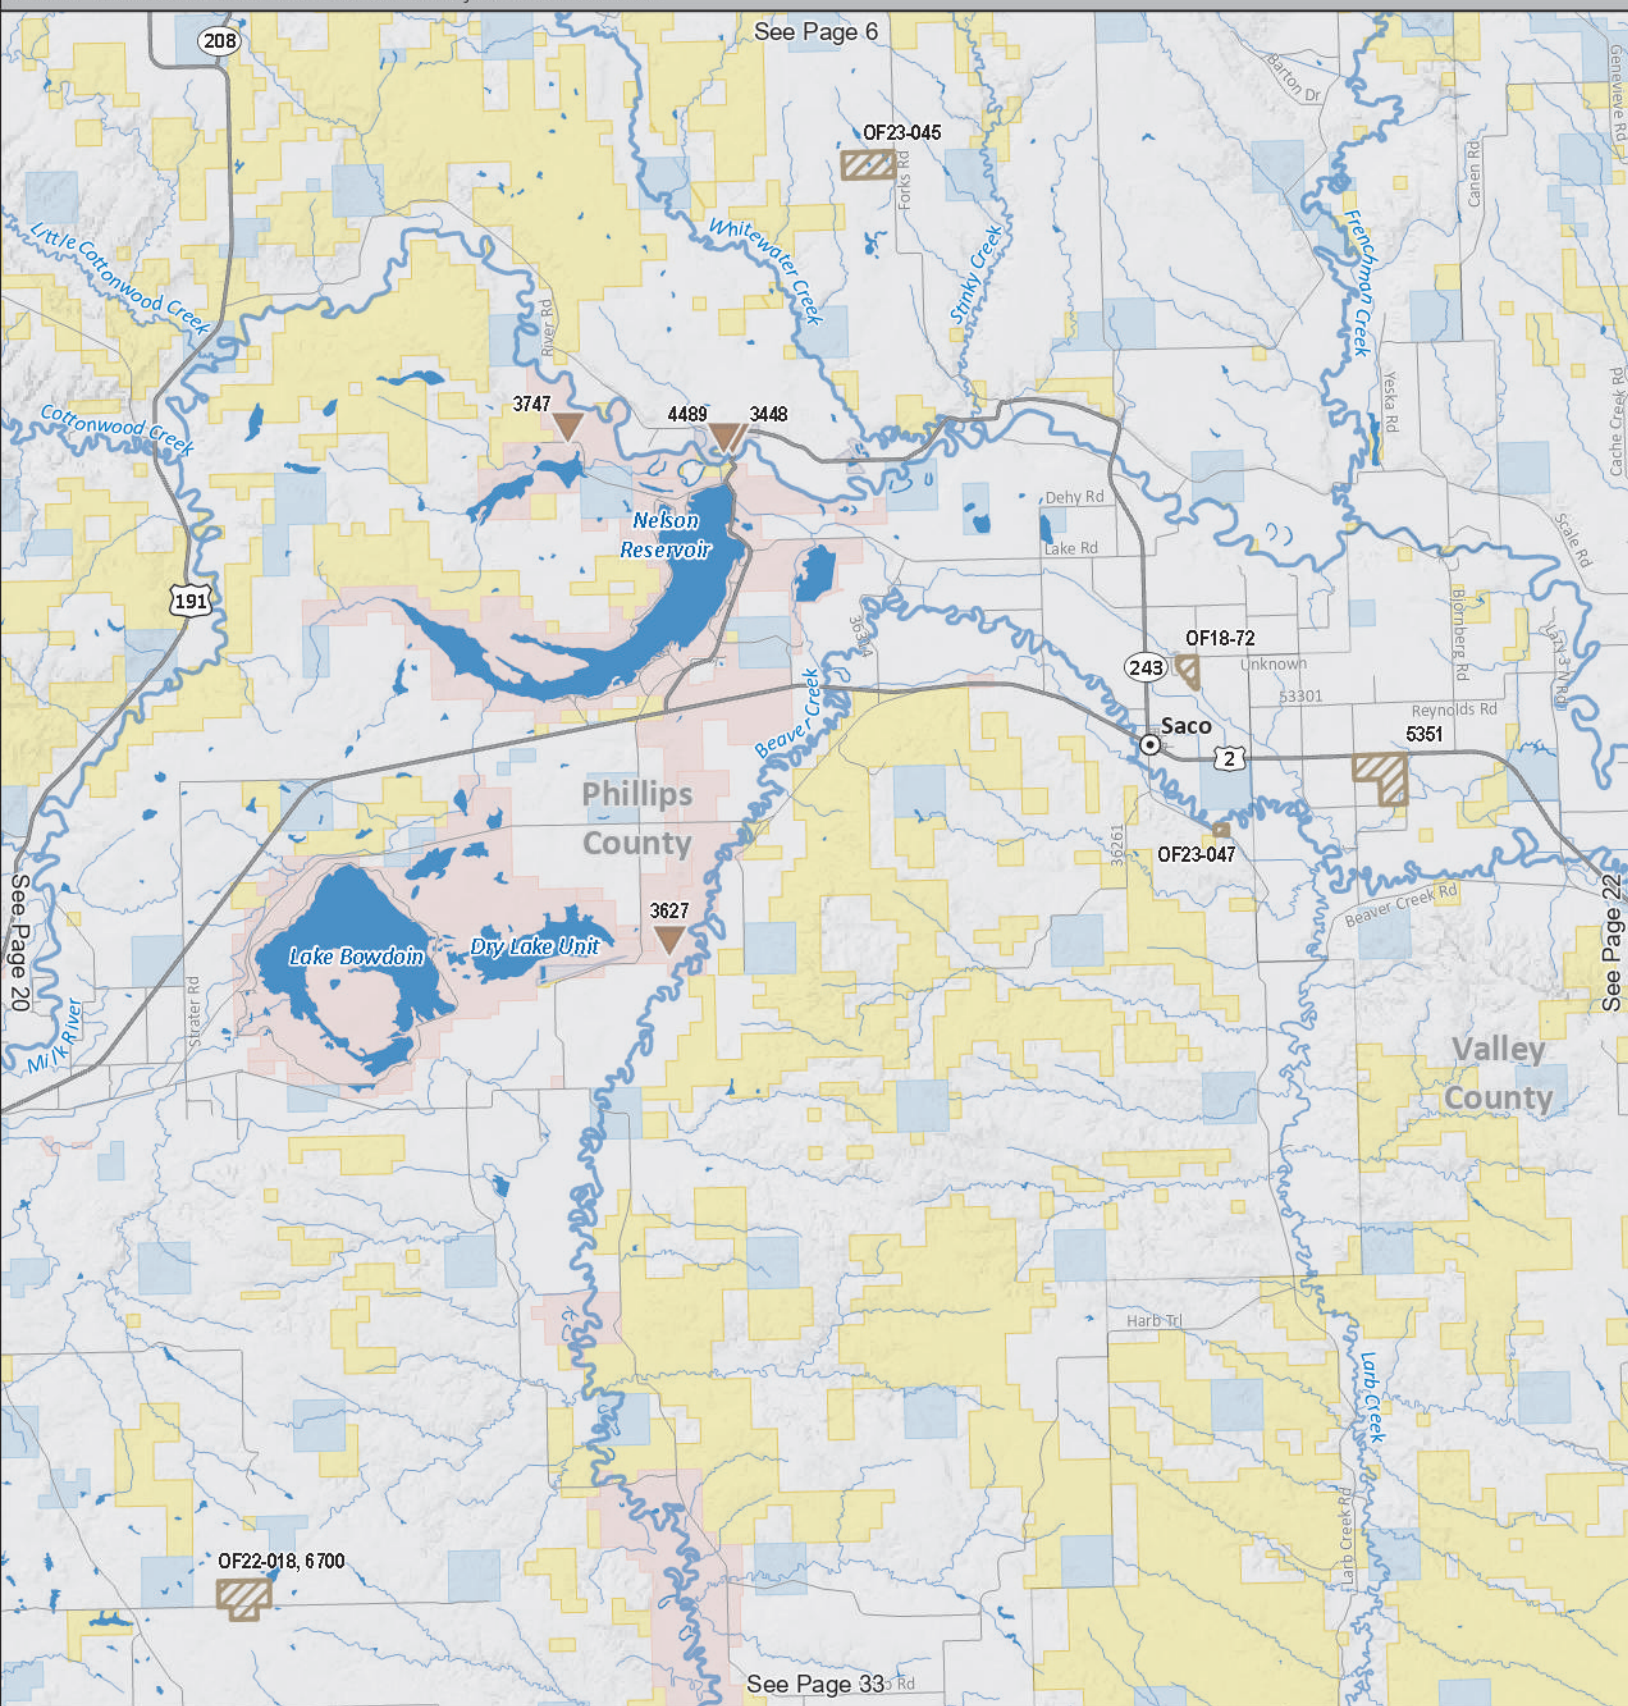 208
See Page 6
Barton Dr
Genevieve Rd
OF23-045
Forks Rd
Canen Rd
Little Cottonwood Creek
Whitewater Creek
Stinky Creek
Frenchman Creek
River Rd
Yeska Rd
Cache Creek Rd
Cottonwood Creek
3747
4489
3448
Dehy Rd
Nelson
Reservoir
Lake Rd
Scale Rd
191
Bjornberg Rd
OF18-72
243
Unknown
Lazy 3 N Rd
53301
Reynolds Rd
Beaver Creek
Saco
5351
2
Phillips
County
36261
OF23-047
See Page 20
See Page 22
Beaver Creek Rd
3627
Lake Bowdoin
Dry Lake Unit
Strater Rd
Milk River
Valley
County
Harb Trl
Larb Creek
Larb Creek Rd
OF22-018, 6700
See Page 33
Rd